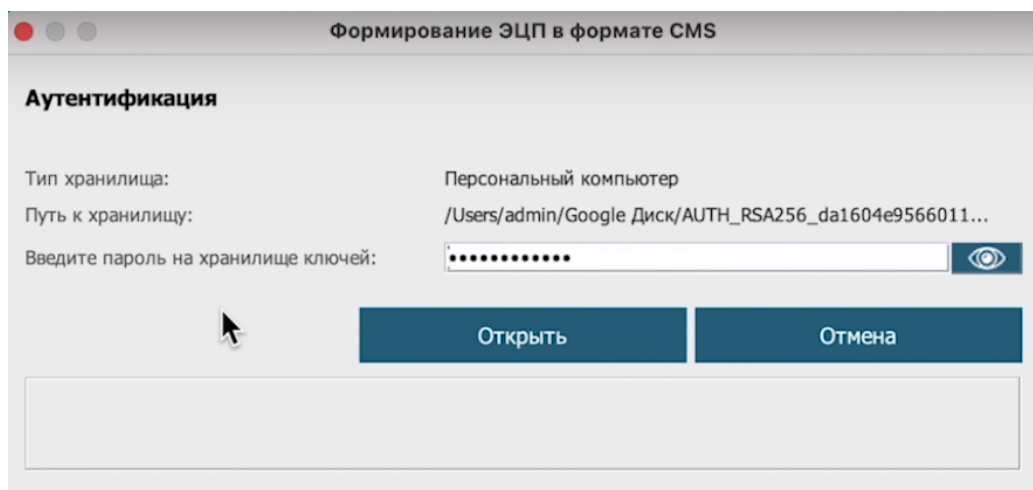 Формирование ЭЦП в формате CMS
Аутентификация
Тип хранилища: Персональный компьютер
Путь к хранилищу: /Users/admin/Google Диск/AUTH_RSA256_da1604e9566011...
Введите пароль на хранилище ключей: ••••••••••••
Открыть Отмена